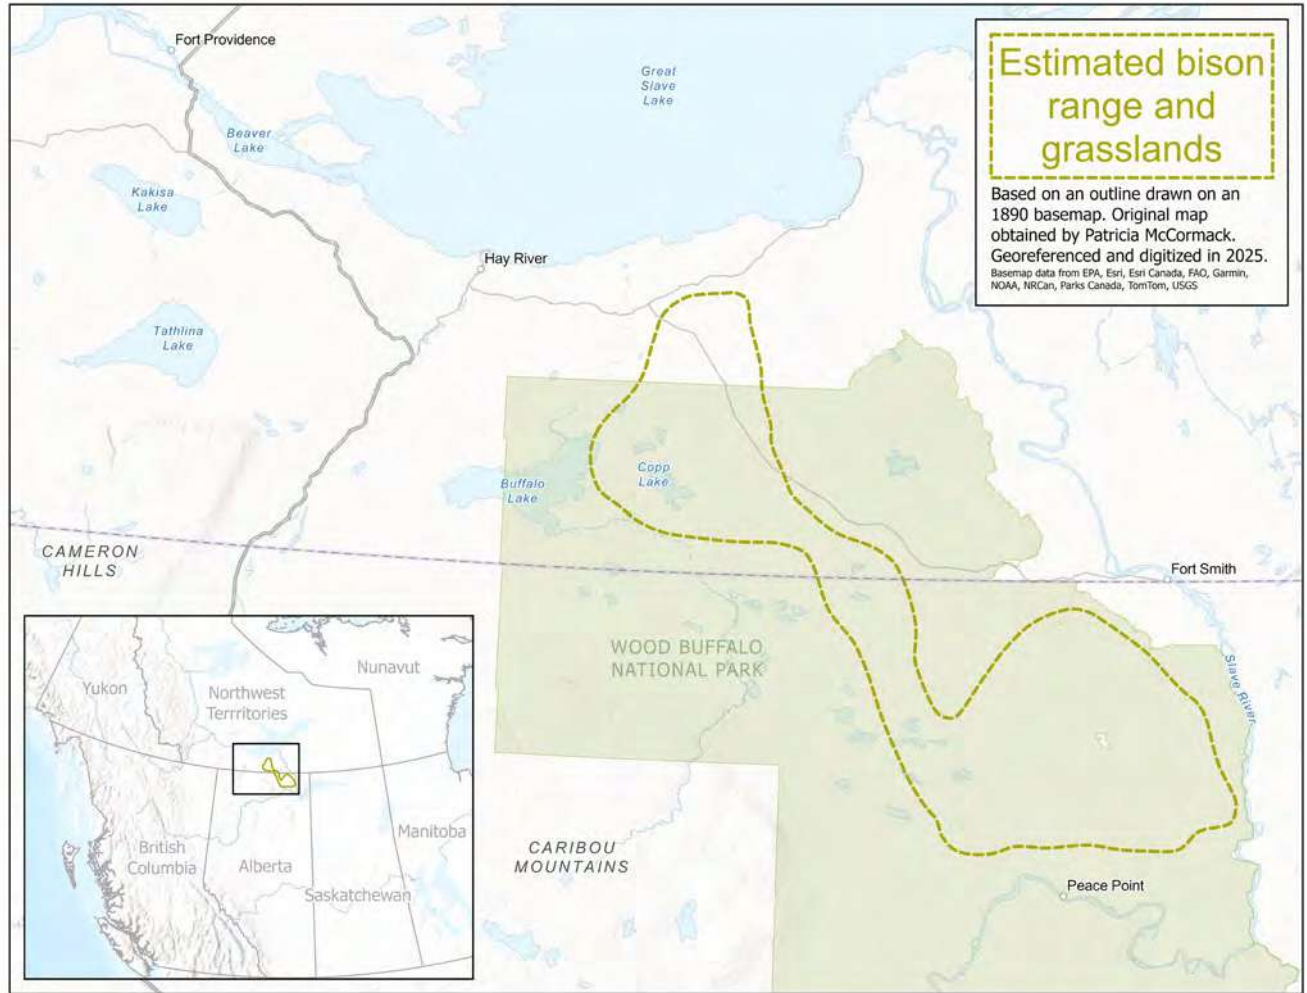 Fort Providence
Great
Slave
Lake
Estimated bison
range and
grasslands
Based on an outline drawn on an
1890 basemap. Original map
obtained by Patricia McCormack.
Georeferenced and digitized in 2025.
Basemap data from EPA, Esri, Esri Canada, FAO, Garmin,
NOAA, NRCan, Parks Canada, TomTom, USGS
Beaver
Lake
Kakisa
Lake
Hay River
Tathlina
Lake
Buffalo
Lake
Copp
Lake
CAMERON
HILLS
Fort Smith
WOOD BUFFALO
NATIONAL PARK
Slave River
Yukon
Northwest
Terrritories
Nunavut
British
Columbia
Alberta
Saskatchewan
Manitoba
CARIBOU
MOUNTAINS
Peace Point